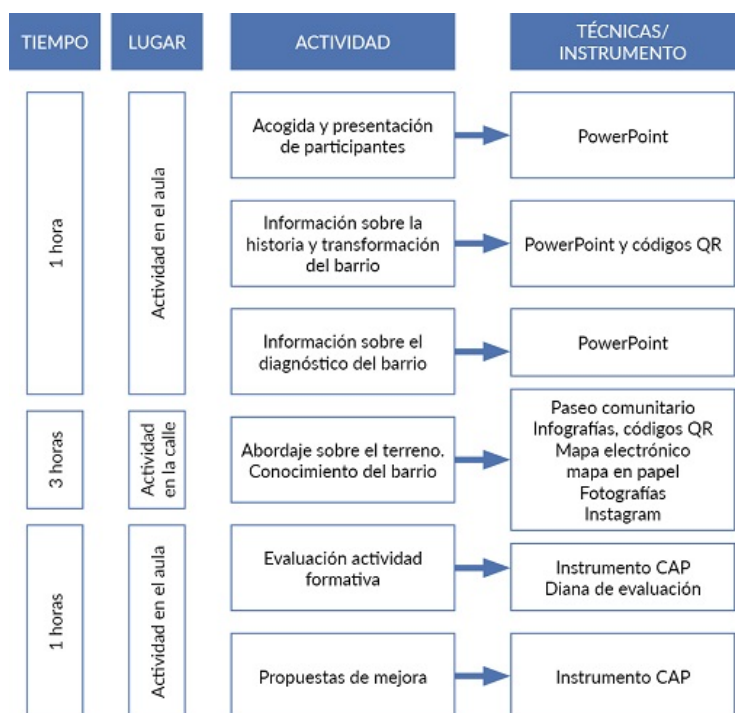 TIEMPO
LUGAR
ACTIVIDAD
TÉCNICAS/
INSTRUMENTO
1 hora
Actividad en el aula
Acogida y presentación
de participantes
PowerPoint
Información sobre la
historia y transformación
del barrio
PowerPoint y códigos QR
Información sobre el
diagnóstico del barrio
PowerPoint
3 horas
Actividad
en la calle
Abordaje sobre el terreno.
Conocimiento del barrio
Paseo comunitario
Infografías, códigos QR
Mapa electrónico
mapa en papel
Fotografías
Instagram
1 horas
Actividad en el aula
Evaluación actividad
formativa
Instrumento CAP
Diana de evaluación
Propuestas de mejora
Instrumento CAP